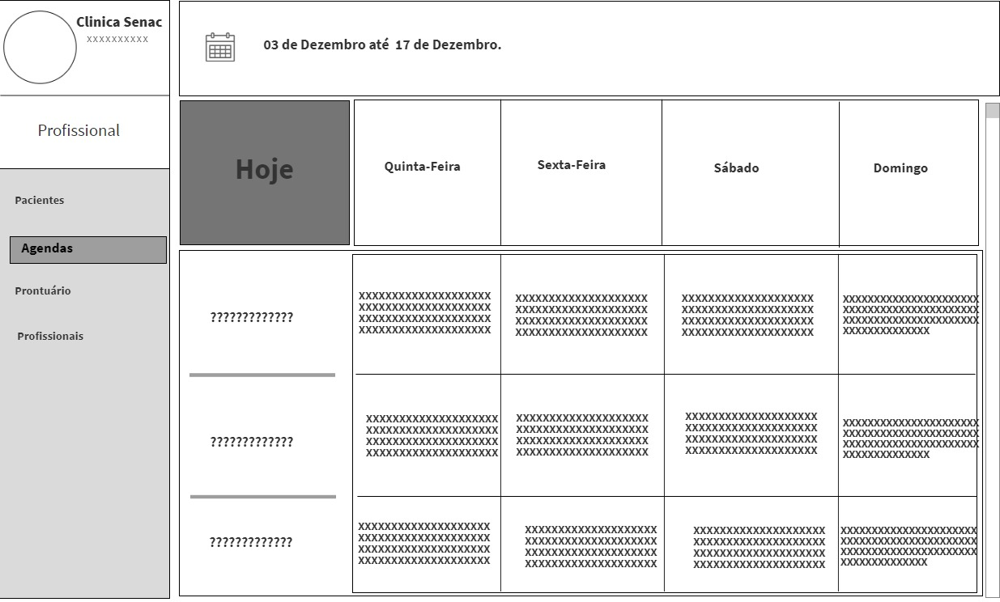 Clinica Senac
XXXXXXXXXX
Profissional
Pacientes
Agendas
Prontuário
Profissionais
03 de Dezembro até 17 de Dezembro.
Hoje
Quinta-Feira
Sexta-Feira
Sábado
Domingo
?????????????
XXXXXXXXXXXXXXXXXXXX
XXXXXXXXXXXXXXXXXXXX
XXXXXXXXXXXXXXXXXXXX
XXXXXXXXXXXXXXXXXXXX
XXXXXXXXXXXXXXXXXXXX
XXXXXXXXXXXXXXXXXXXX
XXXXXXXXXXXXXXXXXXXX
XXXXXXXXXXXXXXXXXXXX
XXXXXXXXXXXXXXXXXXXX
XXXXXXXXXXXXXXXXXXXX
XXXXXXXXXXXXXXXXXXXX
XXXXXXXXXXXXXXXXXXXX
XXXXXXXXXXXXXXXXXXXXXX
XXXXXXXXXXXXXXXXXXXXXX
XXXXXXXXXXXXXXXXXXXXXX
XXXXXXXXXXXXXX
?????????????
XXXXXXXXXXXXXXXXXXXX
XXXXXXXXXXXXXXXXXXXX
XXXXXXXXXXXXXXXXXXXX
XXXXXXXXXXXXXXXXXXXX
XXXXXXXXXXXXXXXXXXXX
XXXXXXXXXXXXXXXXXXXX
XXXXXXXXXXXXXXXXXXXX
XXXXXXXXXXXXXXXXXXXX
XXXXXXXXXXXXXXXXXXXX
XXXXXXXXXXXXXXXXXXXX
XXXXXXXXXXXXXXXXXXXX
XXXXXXXXXXXXXXXXXXXX
XXXXXXXXXXXXXXXXXXXXXX
XXXXXXXXXXXXXXXXXXXXXX
XXXXXXXXXXXXXXXXXXXXXX
XXXXXXXXXXXXXX
?????????????
XXXXXXXXXXXXXXXXXXXX
XXXXXXXXXXXXXXXXXXXX
XXXXXXXXXXXXXXXXXXXX
XXXXXXXXXXXXXXXXXXXX
XXXXXXXXXXXXXXXXXXXX
XXXXXXXXXXXXXXXXXXXX
XXXXXXXXXXXXXXXXXXXX
XXXXXXXXXXXXXXXXXXXX
XXXXXXXXXXXXXXXXXXXX
XXXXXXXXXXXXXXXXXXXX
XXXXXXXXXXXXXXXXXXXX
XXXXXXXXXXXXXXXXXXXX
XXXXXXXXXXXXXXXXXXXXXX
XXXXXXXXXXXXXXXXXXXXXX
XXXXXXXXXXXXXXXXXXXXXX
XXXXXXXXXXXXXX